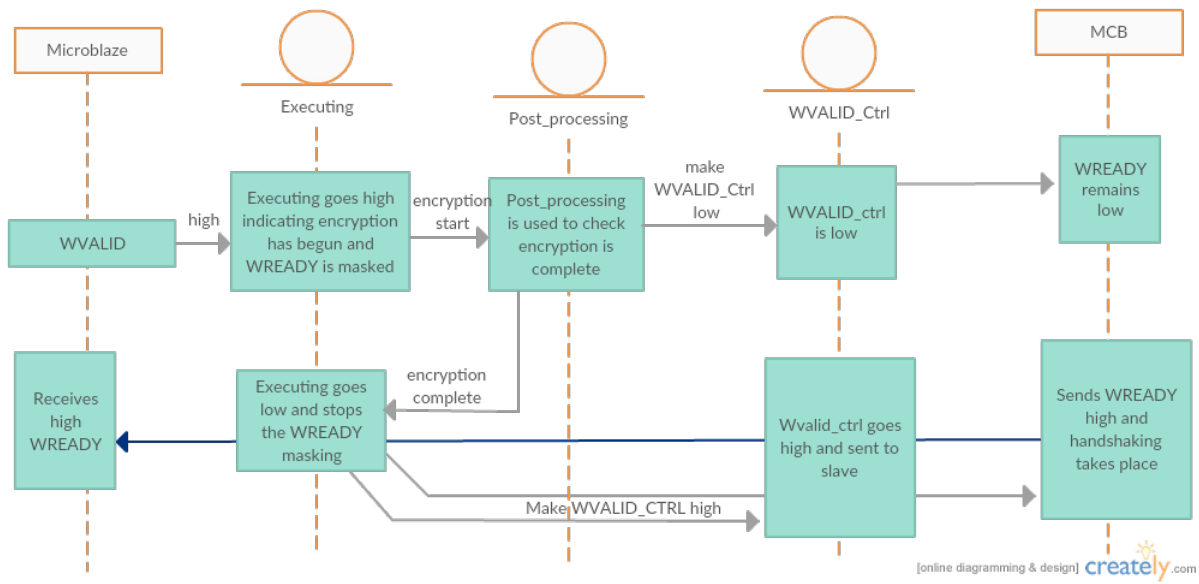 Microblaze
Executing
Post_processing
WVALID_Ctrl
MCB
WVALID
high
Executing goes high
indicating encryption
has begun and
WREADY is masked
encryption
start
Post_processing
is used to check
encryption is
complete
make
WVALID_Ctrl
low
WVALID_ctrl
is low
WREADY
remains
low
Receives
high
WREADY
Executing goes
low and stops
the WREADY
masking
encryption
complete
Wvalid_ctrl goes
high and sent to
slave
Sends WREADY
high and
handshaking
takes place
Make WVALID_CTRL high
[online diagramming & design] creately.com